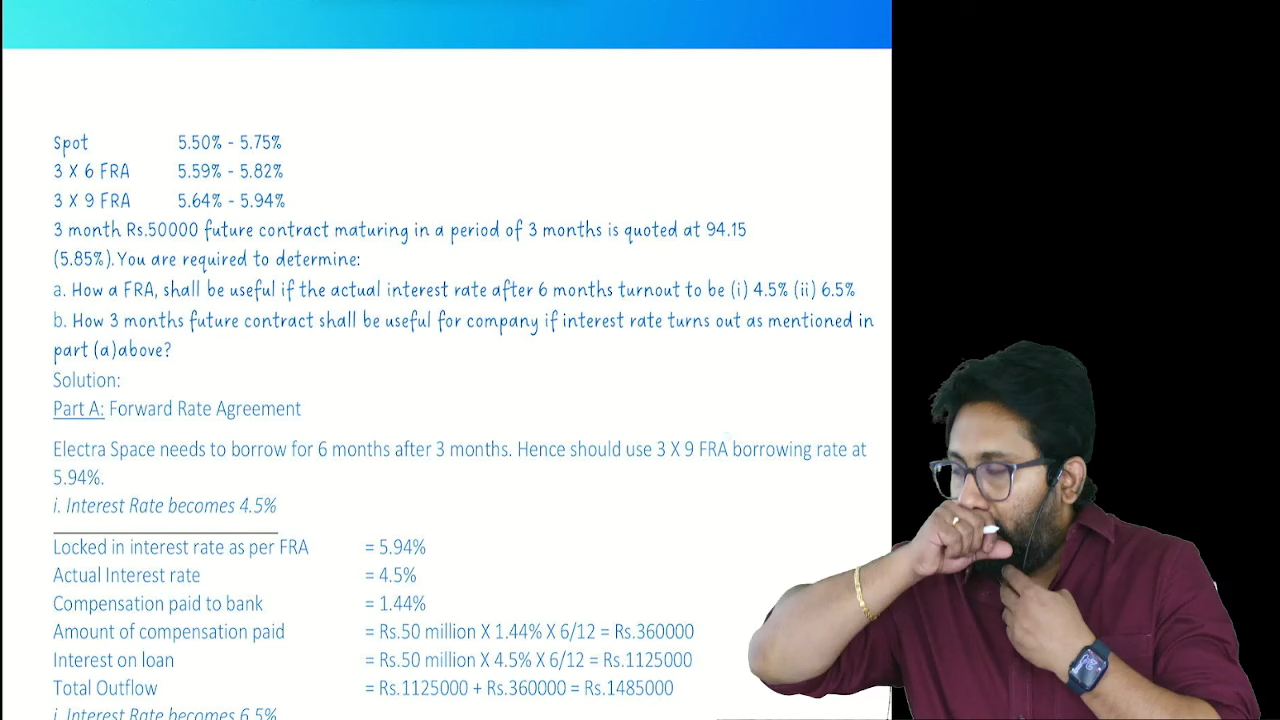 Spot 5.50% - 5.75%
3 X 6 FRA 5.59% - 5.82%
3 X 9 FRA 5.64% - 5.94%
3 month Rs.50000 future contract maturing in a period of 3 months is quoted at 94.15
(5.85%).You are required to determine:
a. How a FRA, shall be useful if the actual interest rate after 6 months turnout to be (i) 4.5% (ii) 6.5%
b. How 3 months future contract shall be useful for company if interest rate turns out as mentioned in
part (a)above?
Solution:
Part A: Forward Rate Agreement
Electra Space needs to borrow for 6 months after 3 months. Hence should use 3 X 9 FRA borrowing rate at
5.94%.
i. Interest Rate becomes 4.5%
Locked in interest rate as per FRA = 5.94%
Actual Interest rate = 4.5%
Compensation paid to bank = 1.44%
Amount of compensation paid = Rs.50 million X 1.44% X 6/12 = Rs.360000
Interest on loan = Rs.50 million X 4.5% X 6/12 = Rs.1125000
Total Outflow = Rs.1125000 + Rs.360000 = Rs.1485000
i. Interest Rate becomes 6.5%